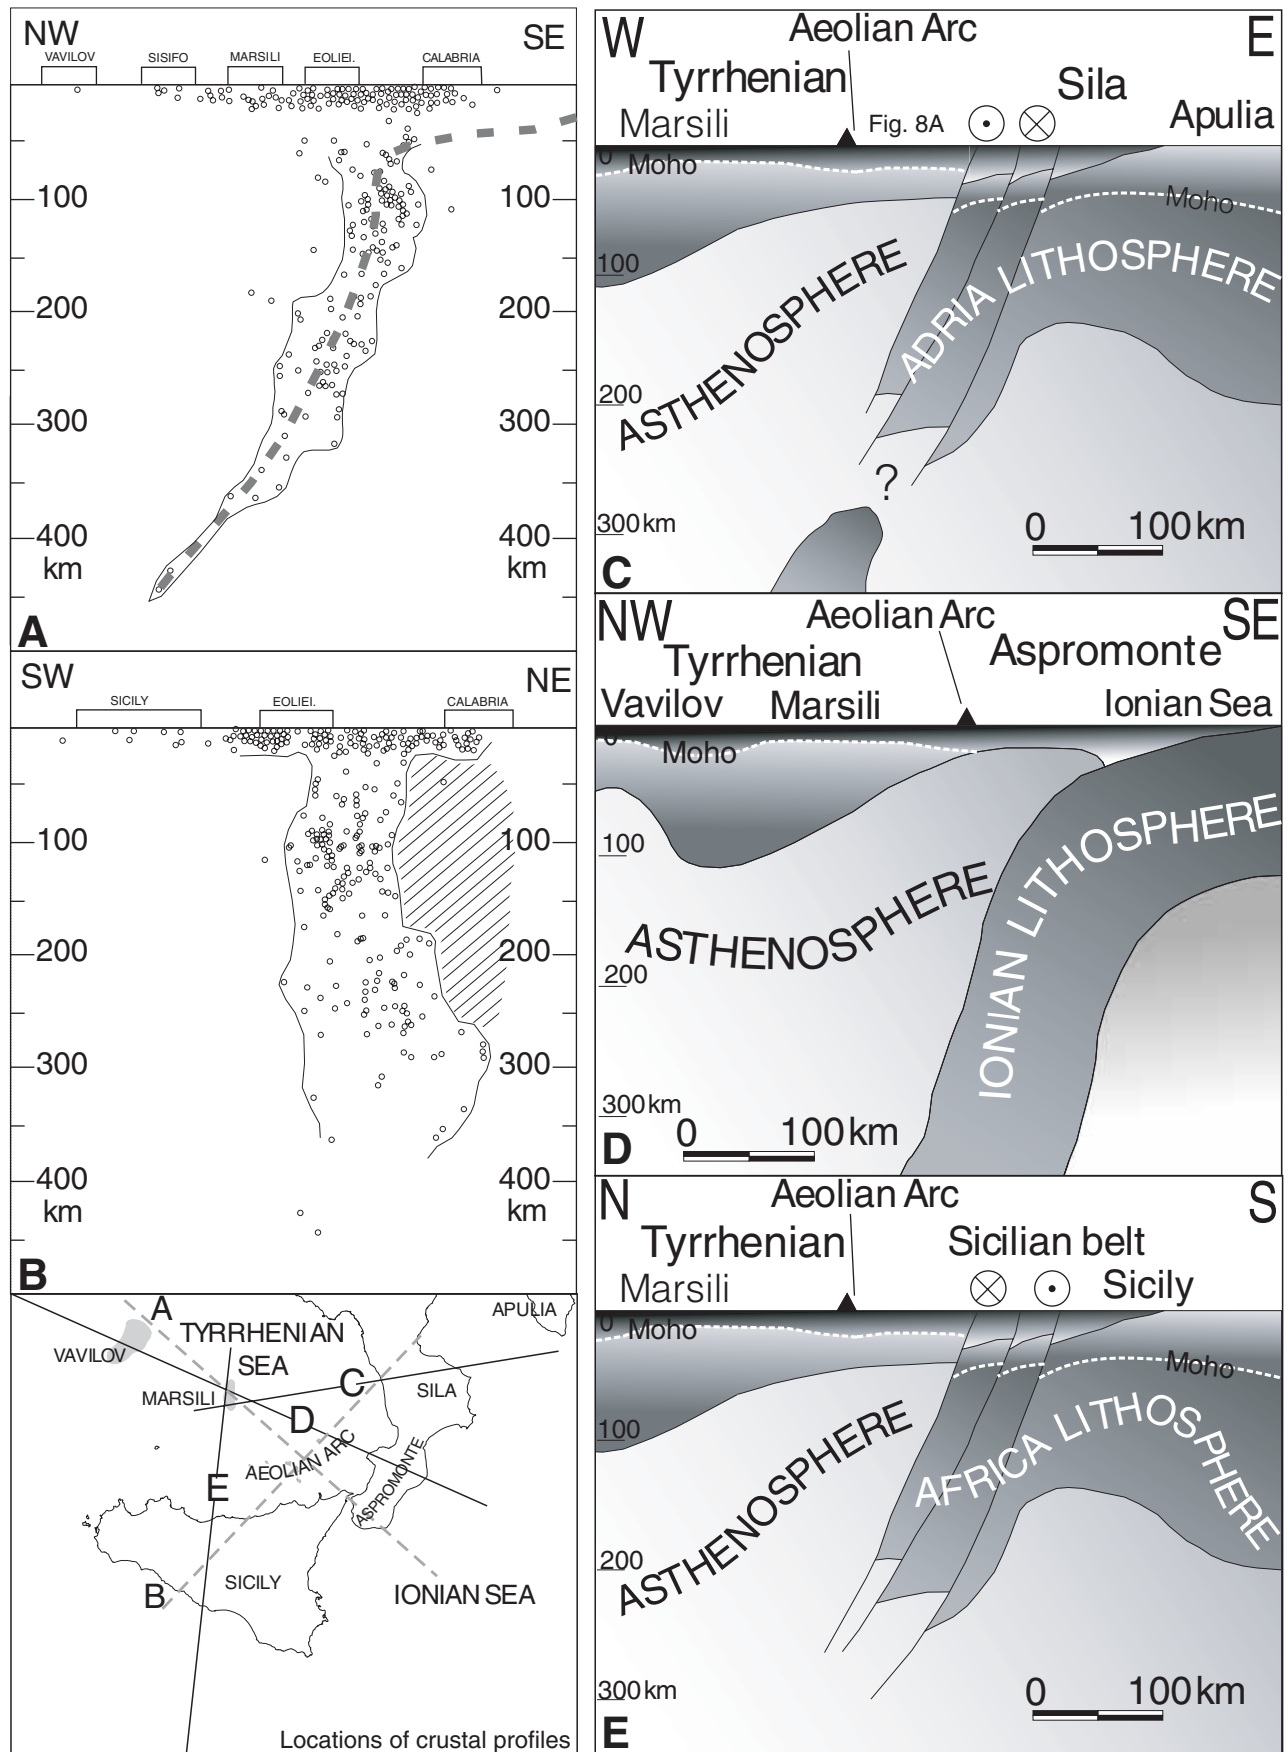 NW
SE
VAVILOV
SISIFO
MARSILI
EOLIEI.
CALABRIA
100
100
200
200
300
300
400
400
km
km
A
SW
NE
SICILY
EOLIEI.
CALABRIA
100
100
200
200
300
300
400
400
km
km
B
A
APULIA
TYRRHENIAN
SEA
VAVILOV
MARSILI
C
SILA
D
AEOLIAN ARC
ASPROMONTE
E
B
SICILY
IONIAN SEA
Locations of crustal profiles
W
Aeolian Arc
E
Tyrrhenian
Sila
Marsili
Fig. 8A
Apulia
0
Moho
Moho
100
ASTHENOSPHERE
ADRIA LITHOSPHERE
200
?
300 km
0
100 km
C
NW
Aeolian Arc
SE
Tyrrhenian
Aspromonte
Vavilov
Marsili
Ionian Sea
0
Moho
100
ASTHENOSPHERE
IONIAN LITHOSPHERE
200
300 km
0
100 km
D
N
Aeolian Arc
S
Tyrrhenian
Sicilian belt
Marsili
Sicily
0
Moho
Moho
100
ASTHENOSPHERE
AFRICA LITHOSPHERE
200
300 km
0
100 km
E